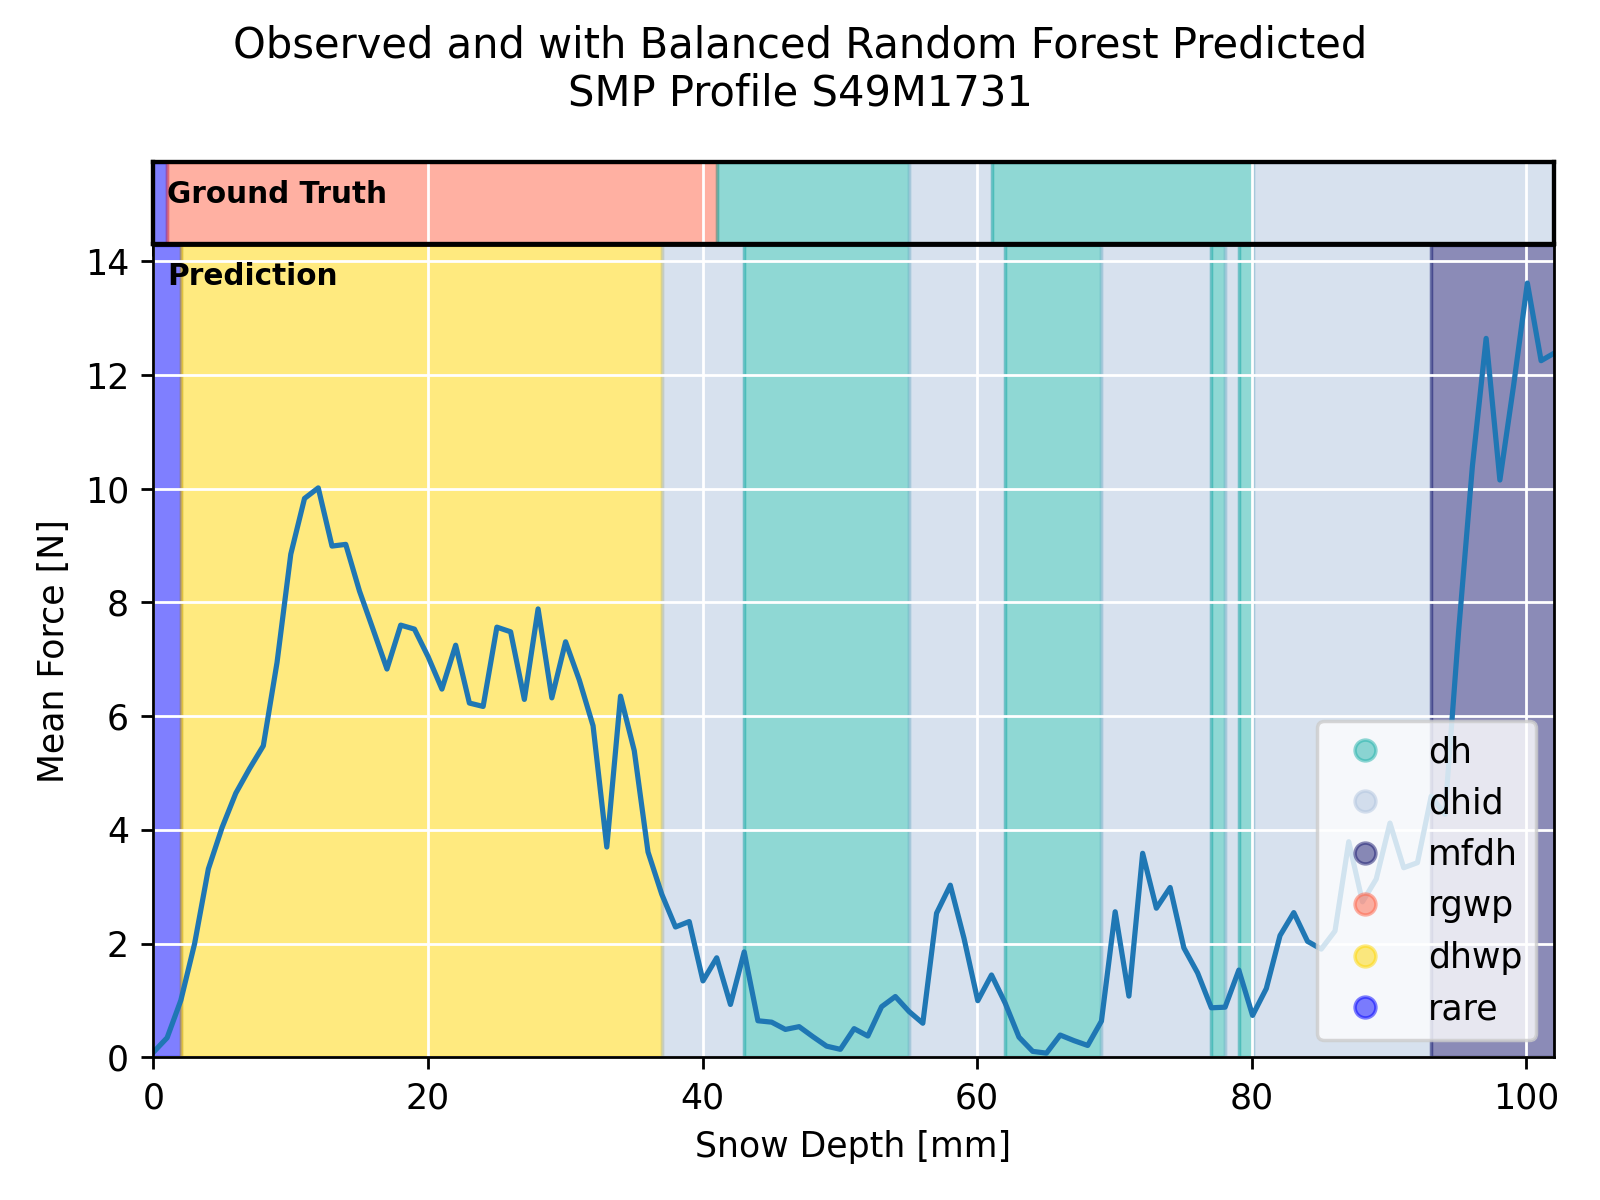 Observed and with Balanced Random Forest Predicted
SMP Profile S49M1731
Ground Truth
Prediction
14
12
10
8
6
4
2
0
Mean Force [N]
dh
dhid
mfdh
rgwp
dhwp
rare
0 20 40 60 80 100
Snow Depth [mm]